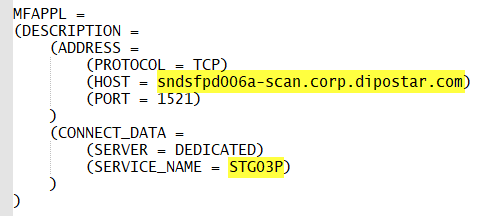 MFAPPL =
(DESCRIPTION =
(ADDRESS =
(PROTOCOL = TCP)
(HOST = sndsfpd006a-scan.corp.dipostar.com)
(PORT = 1521)
)
(CONNECT_DATA =
(SERVER = DEDICATED)
(SERVICE_NAME = STG03P)
)
)